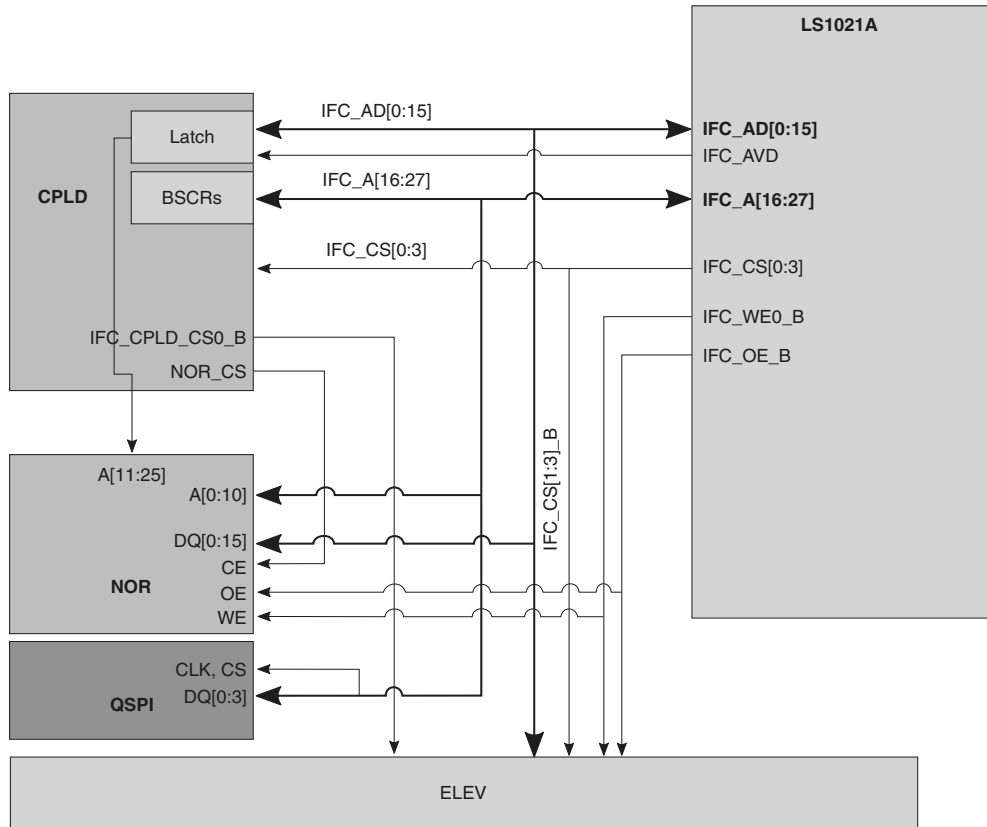 LS1021A
IFC_AD[0:15]
Latch
IFC_AD[0:15]
IFC_AVD
CPLD
IFC_A[16:27]
BSCRs
IFC_A[16:27]
IFC_CS[0:3]
IFC_CS[0:3]
IFC_WE0_B
IFC_CPLD_CS0_B
IFC_OE_B
NOR_CS
IFC_CS[1:3]_B
A[11:25]
A[0:10]
DQ[0:15]
CE
NOR
OE
WE
CLK, CS
QSPI
DQ[0:3]
ELEV